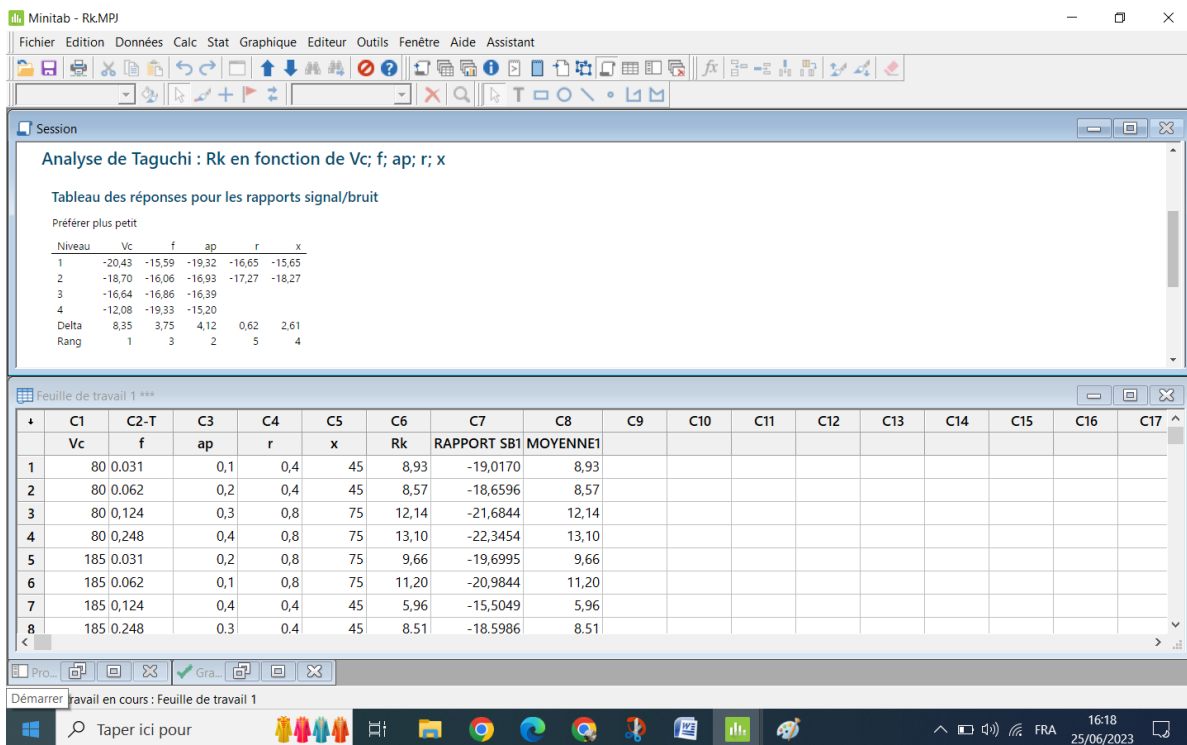 Minitab - Rk.MPJ
Fichier Edition Données Calc Stat Graphique Editeur Outils Fenêtre Aide Assistant
Session
Analyse de Taguchi : Rk en fonction de Vc; f; ap; r; x
Tableau des réponses pour les rapports signal/bruit
Préférer plus petit
Niveau Vc f ap r x
1 -20,43 -15,59 -19,32 -16,65 -15,65
2 -18,70 -16,06 -16,93 -17,27 -18,27
3 -16,64 -16,86 -16,39
4 -12,08 -19,33 -15,20
Delta 8,35 3,75 4,12 0,62 2,61
Rang 1 3 2 5 4
Feuille de travail 1 ***
C1 C2-T C3 C4 C5 C6 C7 C8 C9 C10 C11 C12 C13 C14 C15 C16 C17
Vc f ap r x Rk RAPPORT SB1 MOYENNE1
1 80 0.031 0,1 0,4 45 8,93 -19,0170 8,93
2 80 0.062 0,2 0,4 45 8,57 -18,6596 8,57
3 80 0,124 0,3 0,8 75 12,14 -21,6844 12,14
4 80 0,248 0,4 0,8 75 13,10 -22,3454 13,10
5 185 0.031 0,2 0,8 75 9,66 -19,6995 9,66
6 185 0.062 0,1 0,8 75 11,20 -20,9844 11,20
7 185 0,124 0,4 0,4 45 5,96 -15,5049 5,96
8 185 0.248 0.3 0.4 45 8.51 -18.5986 8.51
Pro... Gra...
Démarrer ravail en cours : Feuille de travail 1
Taper ici pour
FRA
16:18
25/06/2023